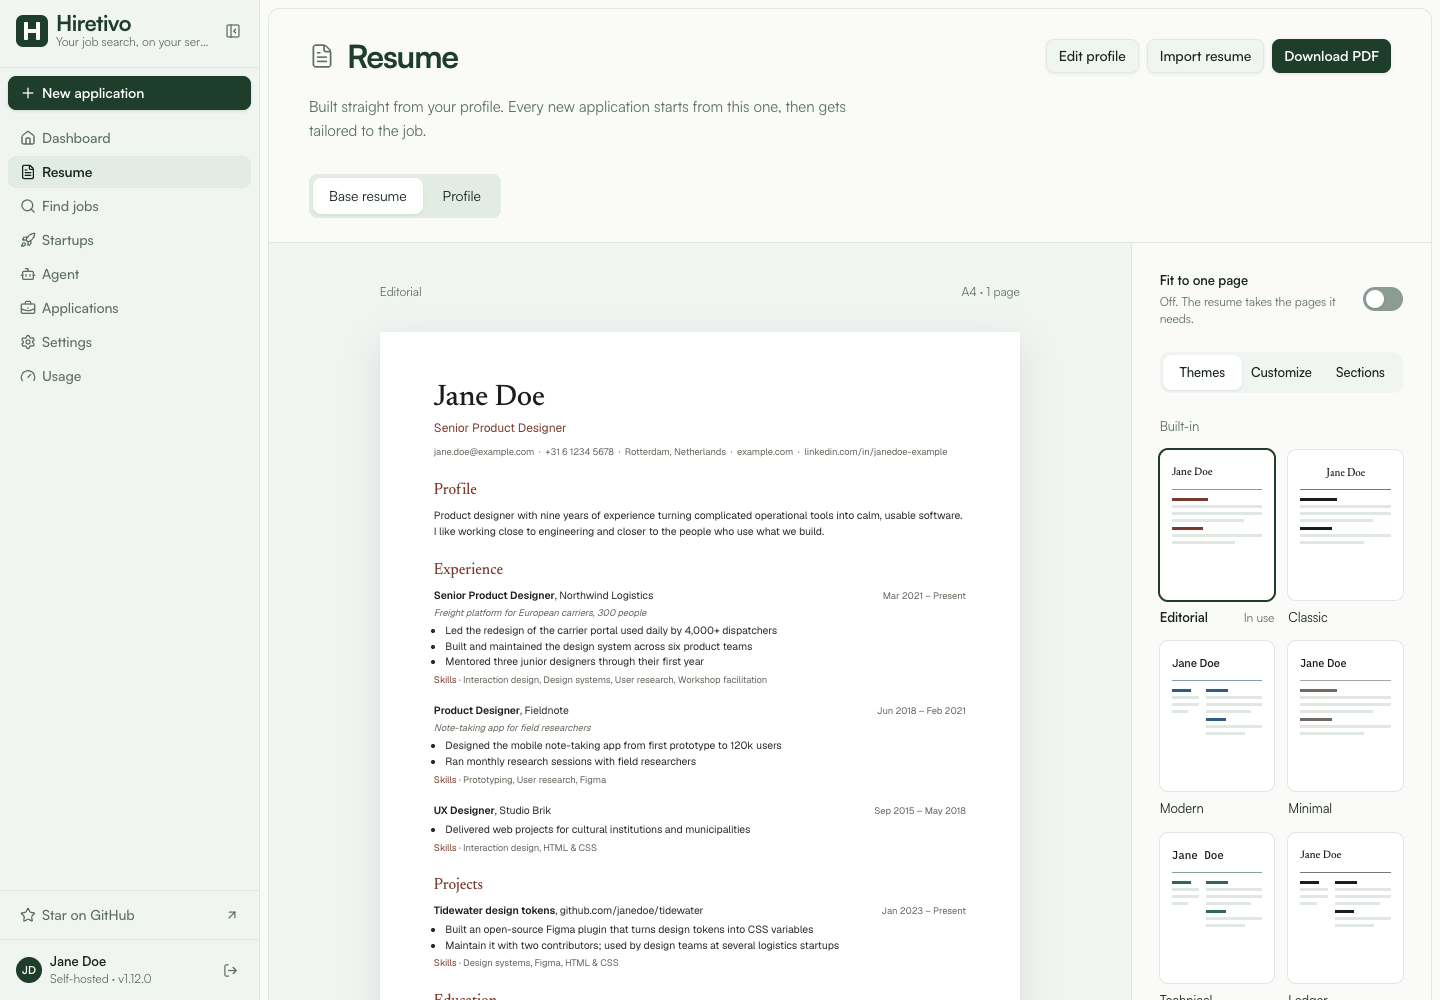 Hiretivo
Your job search, on your ser...
New application
Dashboard
Resume
Find jobs
Startups
Agent
Applications
Settings
Usage
Star on GitHub
JD
Jane Doe
Self-hosted · v1.12.0
Resume
Edit profile
Import resume
Download PDF
Built straight from your profile. Every new application starts from this one, then gets
tailored to the job.
Base resume
Profile
Editorial
A4 · 1 page
Jane Doe
Senior Product Designer
jane.doe@example.com · +31 6 1234 5678 · Rotterdam, Netherlands · example.com · linkedin.com/in/janedoe-example
Profile
Product designer with nine years of experience turning complicated operational tools into calm, usable software.
I like working close to engineering and closer to the people who use what we build.
Experience
Senior Product Designer, Northwind Logistics
Mar 2021 – Present
Freight platform for European carriers, 300 people
• Led the redesign of the carrier portal used daily by 4,000+ dispatchers
• Built and maintained the design system across six product teams
• Mentored three junior designers through their first year
Skills · Interaction design, Design systems, User research, Workshop facilitation
Product Designer, Fieldnote
Jun 2018 – Feb 2021
Note-taking app for field researchers
• Designed the mobile note-taking app from first prototype to 120k users
• Ran monthly research sessions with field researchers
Skills · Prototyping, User research, Figma
UX Designer, Studio Brik
Sep 2015 – May 2018
• Delivered web projects for cultural institutions and municipalities
Skills · Interaction design, HTML & CSS
Projects
Tidewater design tokens, github.com/janedoe/tidewater
Jan 2023 – Present
• Built an open-source Figma plugin that turns design tokens into CSS variables
• Maintain it with two contributors; used by design teams at several logistics startups
Skills · Design systems, Figma, HTML & CSS
Education
Fit to one page
Off. The resume takes the pages it
needs.
Themes
Customize
Sections
Built-in
Jane Doe
Jane Doe
Editorial
In use
Classic
Jane Doe
Jane Doe
Modern
Minimal
Jane Doe
Jane Doe
Technical
Ledger